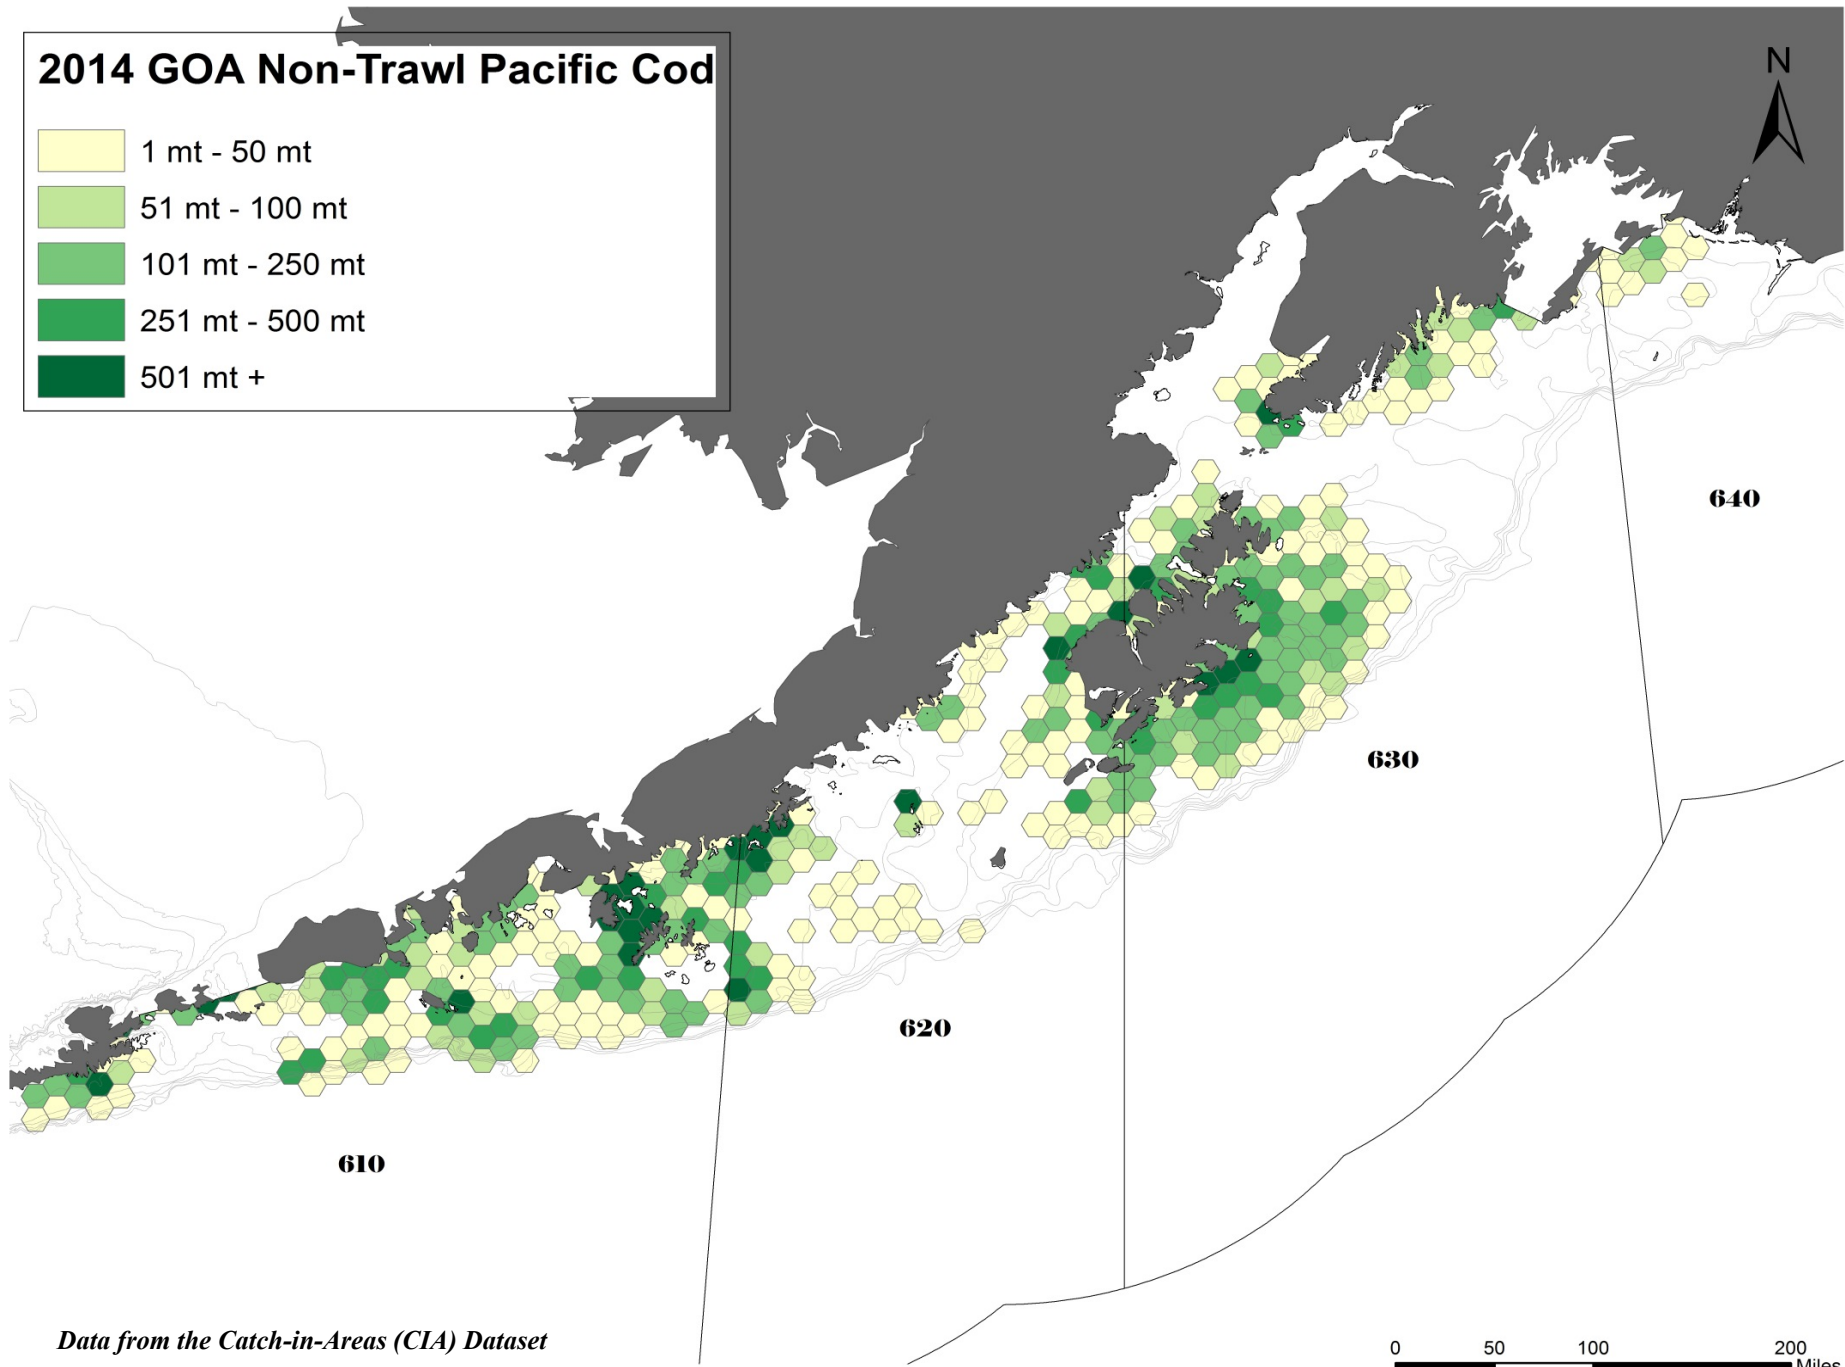 2014 GOA Non-Trawl Pacific Cod
1 mt - 50 mt
51 mt - 100 mt
101 mt - 250 mt
251 mt - 500 mt
501 mt +
N
640
630
620
610
Data from the Catch-in-Areas (CIA) Dataset
0 50 100 200
Miles